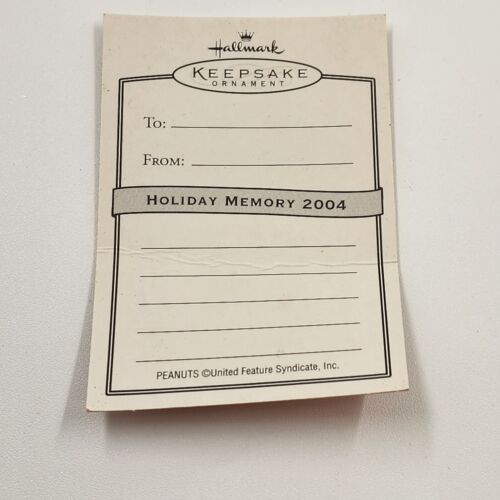 Hallmark
KEEPSAKE
ORNAMENT
TO:
FROM:
HOLIDAY MEMORY 2004
PEANUTS ©United Feature Syndicate, Inc.